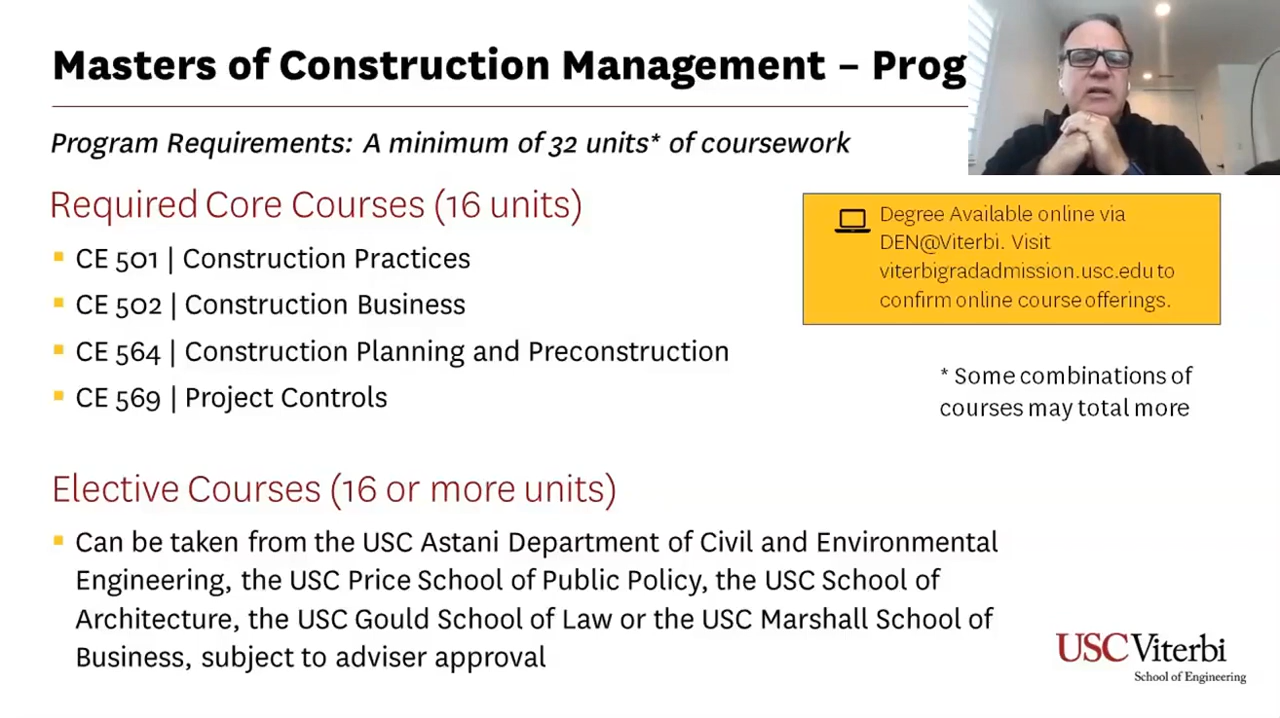 Masters of Construction Management – Prog
Program Requirements: A minimum of 32 units* of coursework
Required Core Courses (16 units)
CE 501 | Construction Practices
CE 502 | Construction Business
CE 564 | Construction Planning and Preconstruction
CE 569 | Project Controls
Degree Available online via
DEN@Viterbi. Visit
viterbigradadmission.usc.edu to
confirm online course offerings.
* Some combinations of
courses may total more
Elective Courses (16 or more units)
Can be taken from the USC Astani Department of Civil and Environmental
Engineering, the USC Price School of Public Policy, the USC School of
Architecture, the USC Gould School of Law or the USC Marshall School of
Business, subject to adviser approval
USC Viterbi
School of Engineering